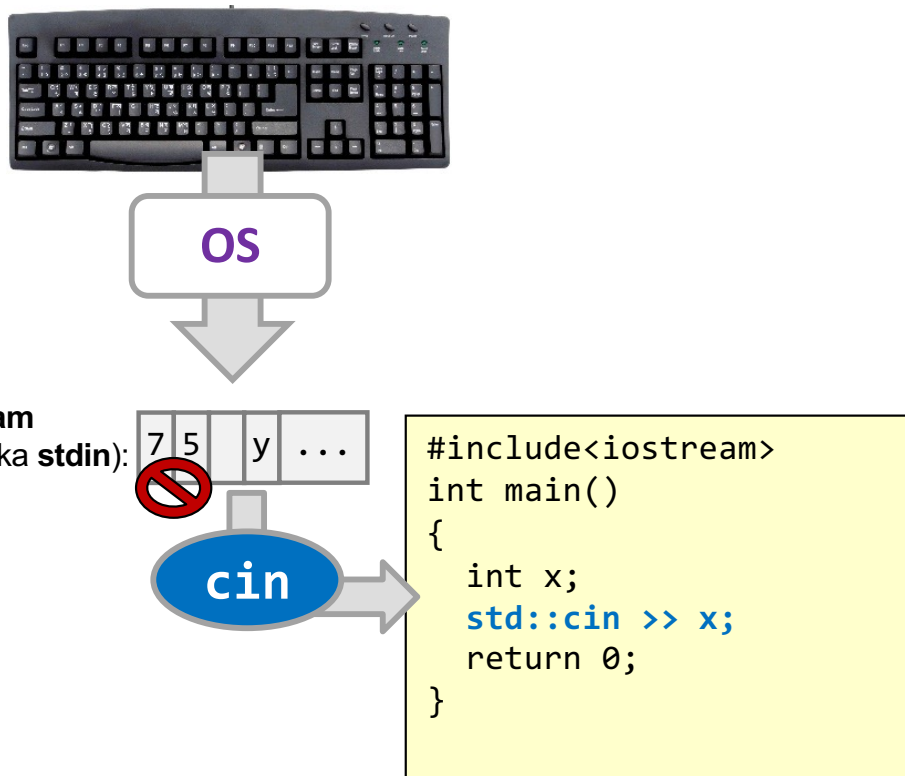 OS
am
ka stdin):
7 5 y ...
cin
#include<iostream>
int main()
{
int x;
std::cin >> x;
return 0;
}